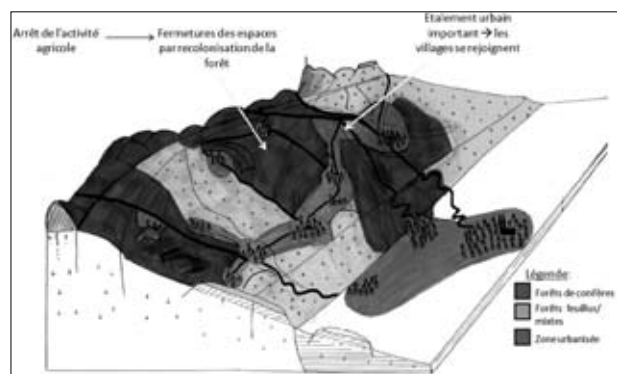 Arrêt de l'activité
agricole
Fermetures des espaces
par recolonisation de la
forêt
Etalement urbain
important → les
villages se rejoignent
Légende:
Forêts de conifères
Forêts feuillus/
mixtes
Zone urbanisée